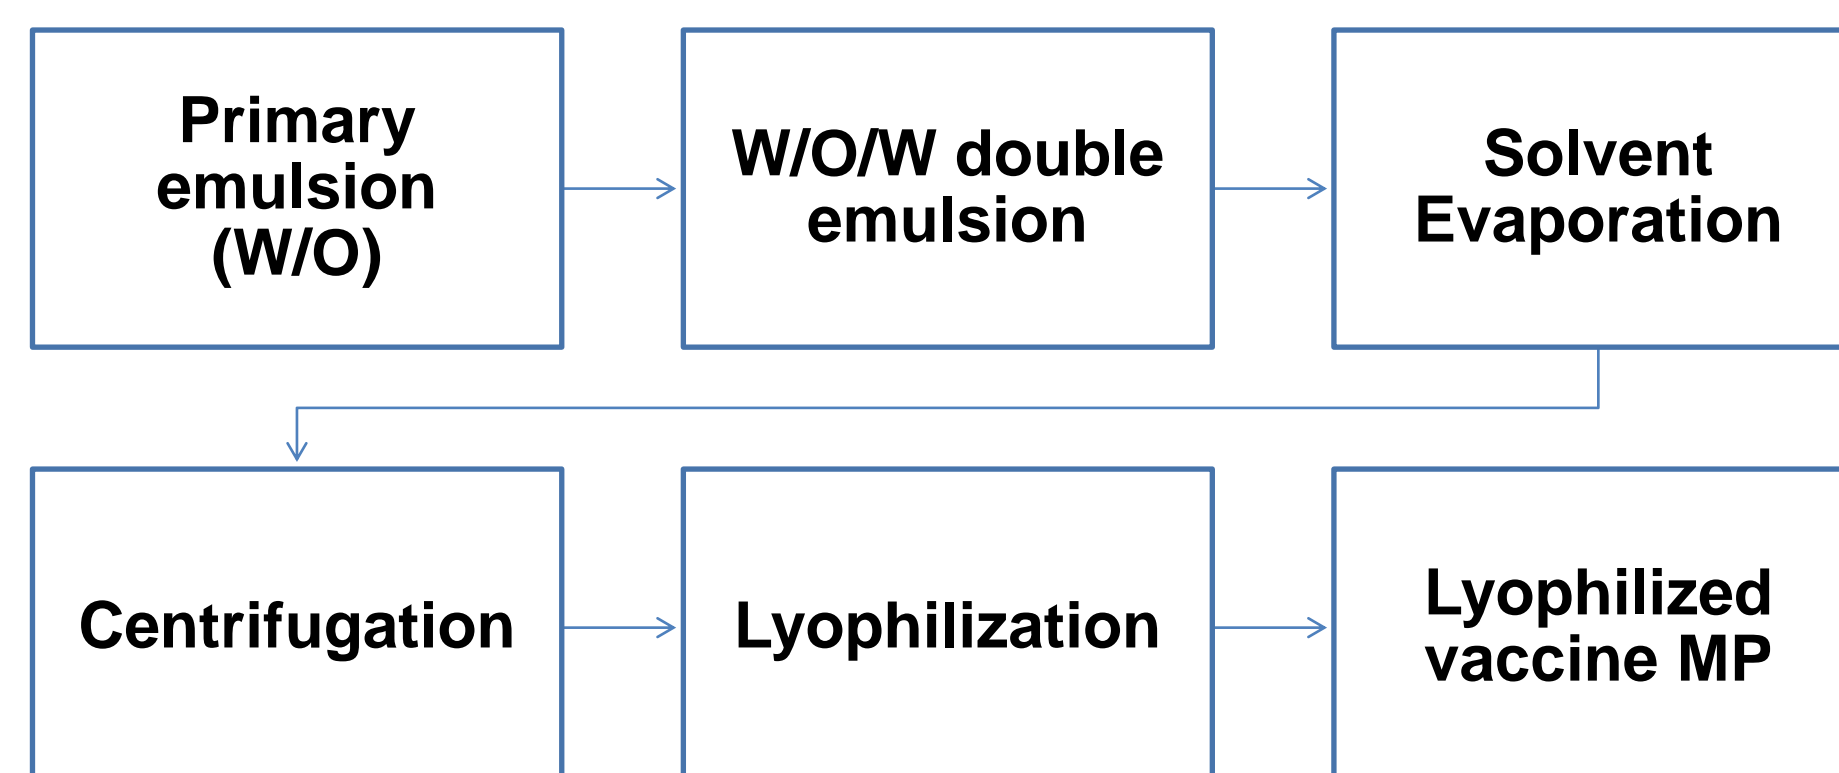 Primary
emulsion
(W/O)
W/O/W double
emulsion
Solvent
Evaporation
Centrifugation
Lyophilization
Lyophilized
vaccine MP